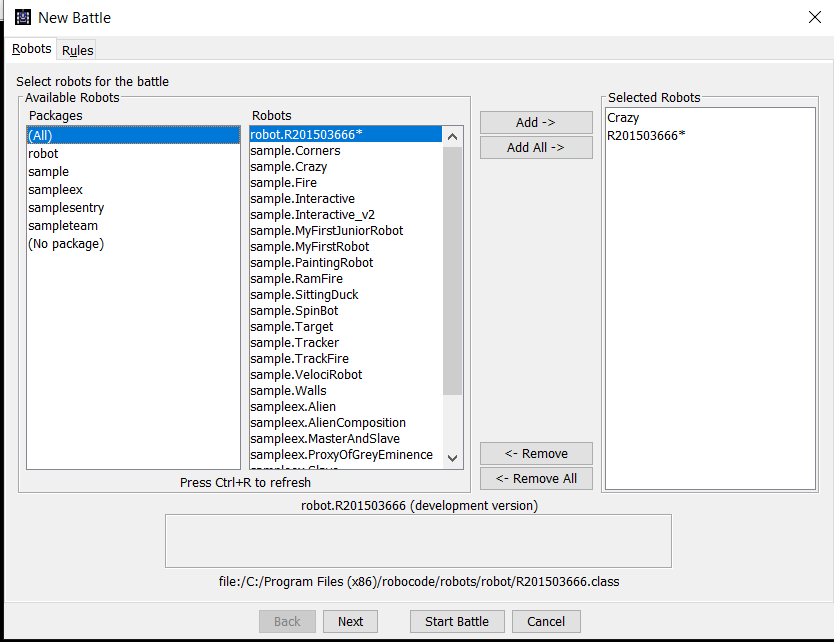 New Battle
Robots Rules
Select robots for the battle
Available Robots
Packages
(All)
robot
sample
sampleex
samplesentry
sampleteam
(No package)
Robots
robot.R201503666*
sample.Corners
sample.Crazy
sample.Fire
sample.Interactive
sample.Interactive_v2
sample.MyFirstJuniorRobot
sample.MyFirstRobot
sample.PaintingRobot
sample.RamFire
sample.SittingDuck
sample.SpinBot
sample.Target
sample.Tracker
sample.TrackFire
sample.VelociRobot
sample.Walls
sampleex.Alien
sampleex.AlienComposition
sampleex.MasterAndSlave
sampleex.ProxyOfGreyEminence
Press Ctrl+R to refresh
Add ->
Add All ->
<- Remove
<- Remove All
Selected Robots
Crazy
R201503666*
robot.R201503666 (development version)
file:/C:/Program Files (x86)/robocode/robots/robot/R201503666.class
Back Next Start Battle Cancel